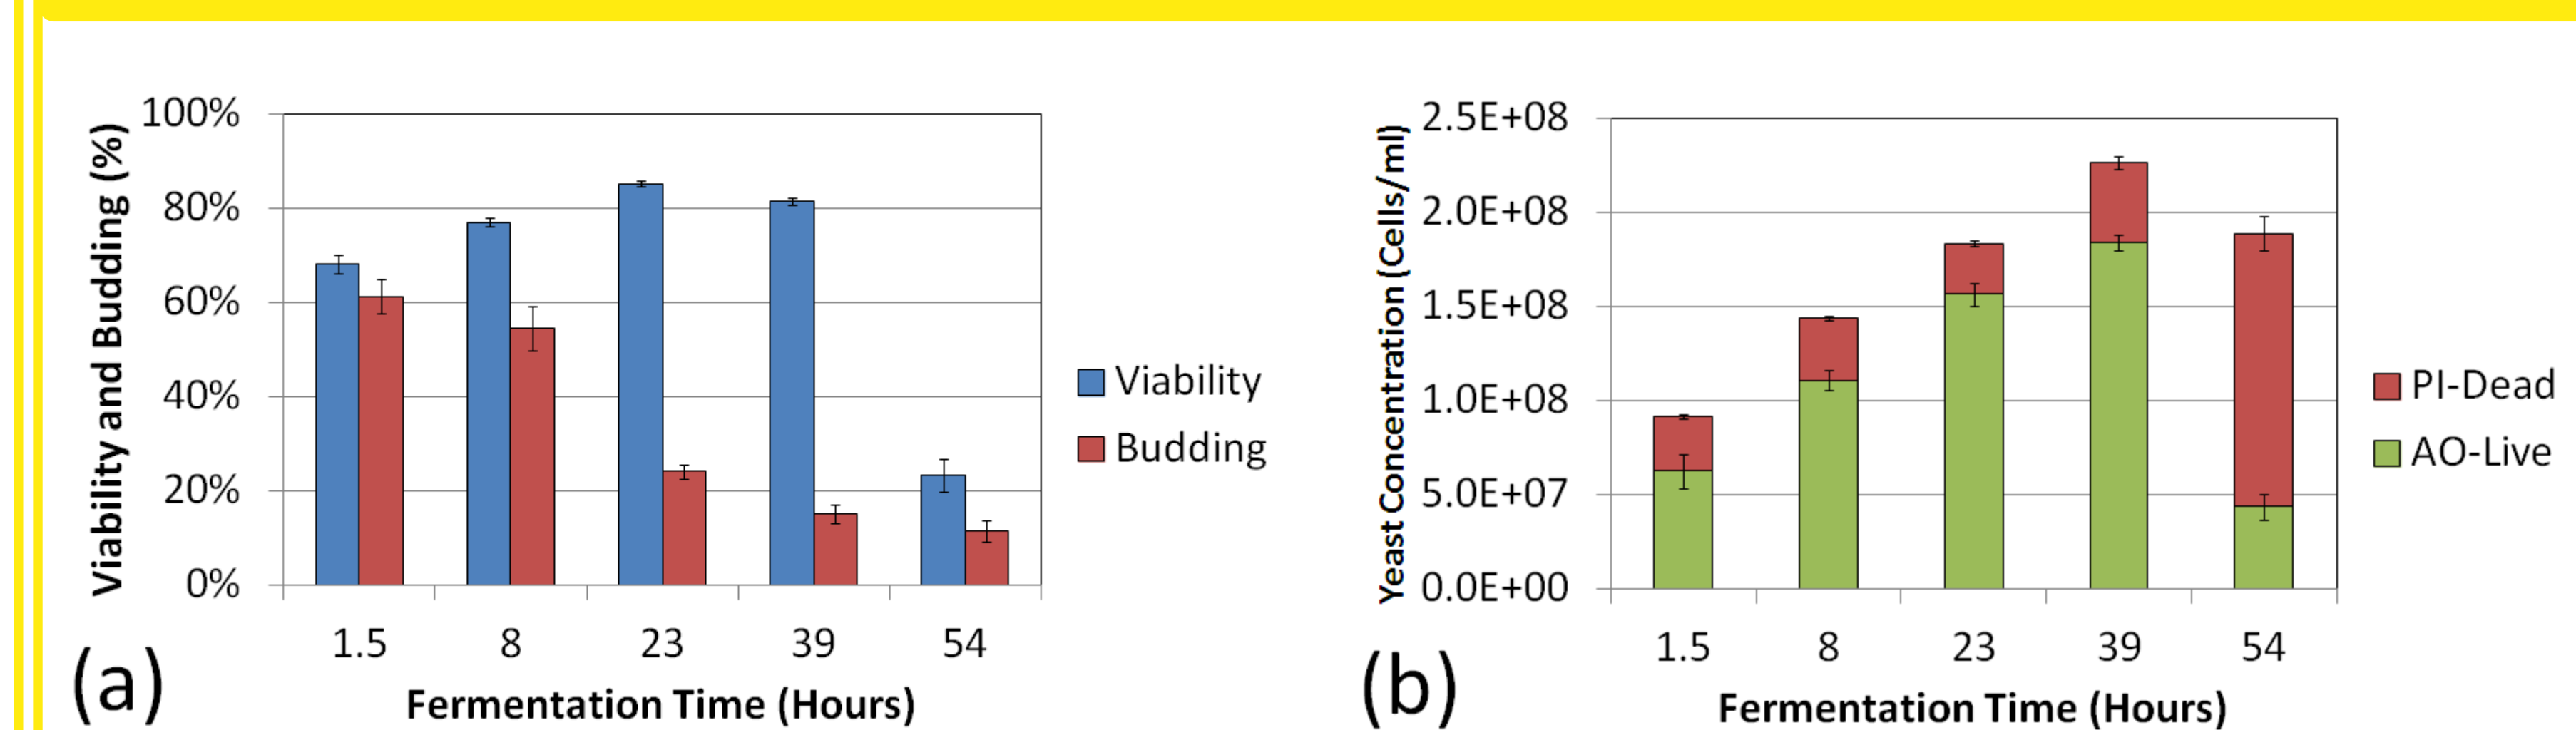 Viability and Budding (%)
100%
80%
60%
40%
20%
0%
1.5 8 23 39 54
Fermentation Time (Hours)
Viability
Budding
(a)
Yeast Concentration (Cells/ml)
2.5E+08
2.0E+08
1.5E+08
1.0E+08
5.0E+07
0.0E+00
1.5 8 23 39 54
Fermentation Time (Hours)
PI-Dead
AO-Live
(b)